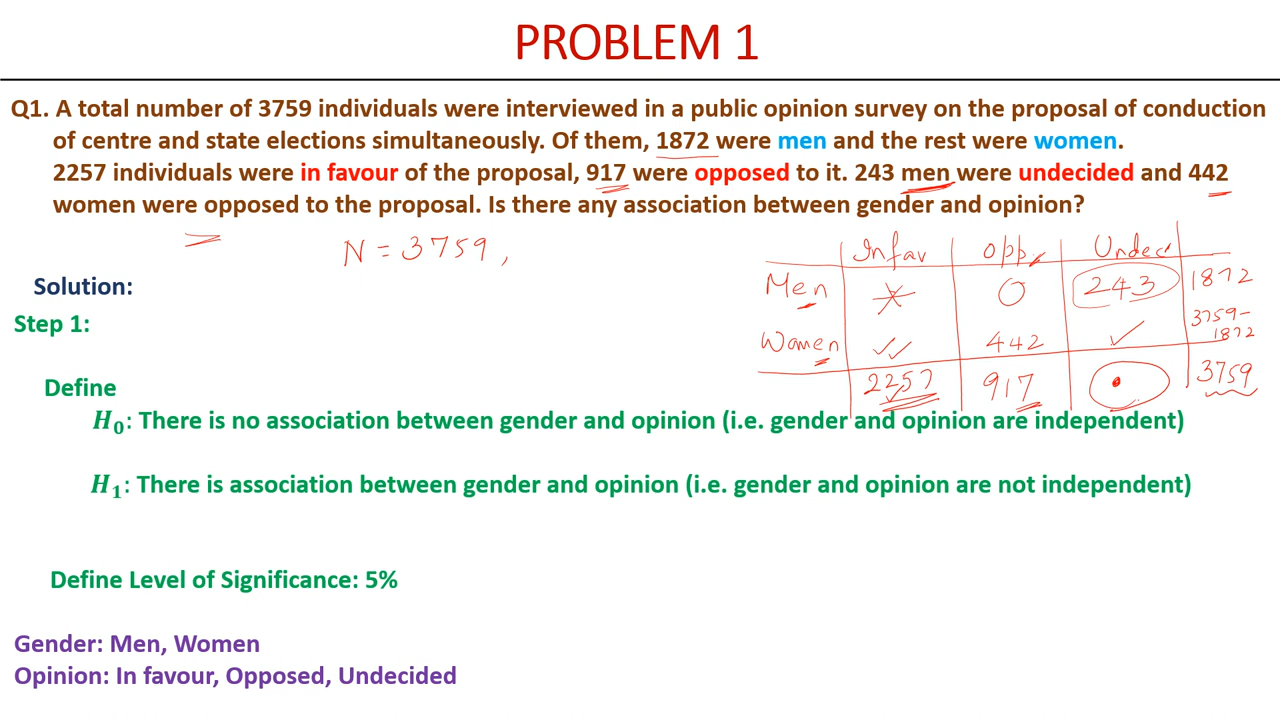 PROBLEM 1
Q1. A total number of 3759 individuals were interviewed in a public opinion survey on the proposal of conduction
of centre and state elections simultaneously. Of them, 1872 were men and the rest were women.
2257 individuals were in favour of the proposal, 917 were opposed to it. 243 men were undecided and 442
women were opposed to the proposal. Is there any association between gender and opinion?
N = 3759,
Infav opp. Undec
Men 243 1872
Women 442 3759-
1872
2257 917 3759
Solution:
Step 1:
Define
H₀: There is no association between gender and opinion (i.e. gender and opinion are independent)
H₁: There is association between gender and opinion (i.e. gender and opinion are not independent)
Define Level of Significance: 5%
Gender: Men, Women
Opinion: In favour, Opposed, Undecided